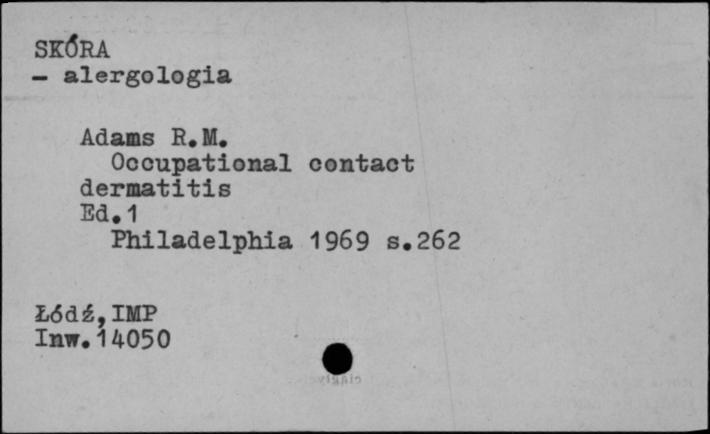 SKÓRA
– alergologia
Adams R.M.
Occupational contact
dermatitis
Ed.1
Philadelphia 1969 s.262
Łódź,IMP
Inw.14050